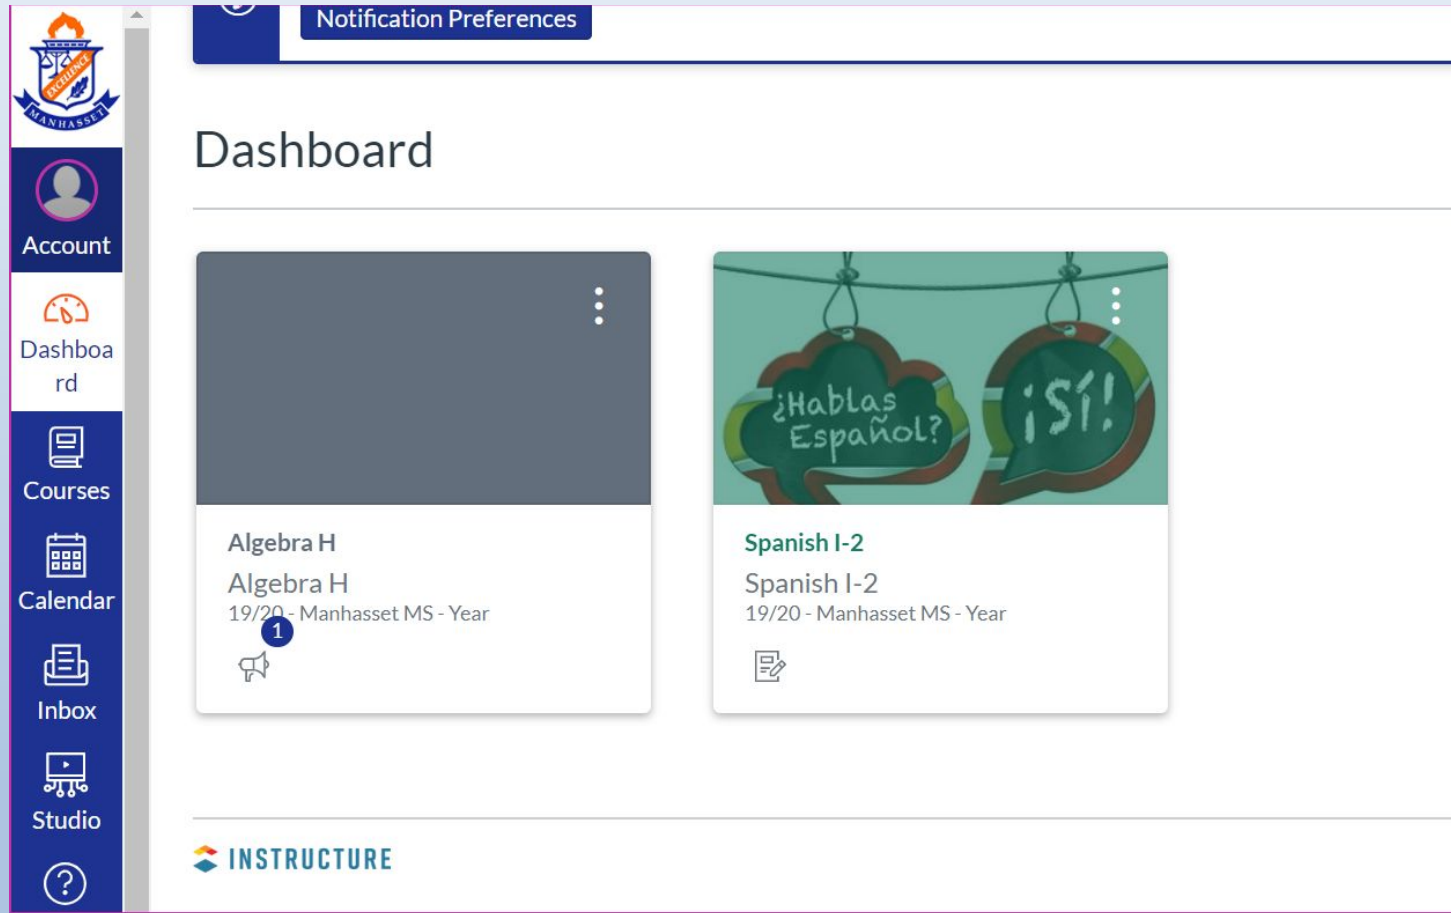 Notification Preferences
EXCELLENCE
MANHASSET
Dashboard
Account
Dashboa
rd
Courses
Calendar
Inbox
Studio
¿Hablas
Español?
¡Sí!
Algebra H
Algebra H
19/20 - Manhasset MS - Year
1
Spanish I-2
Spanish I-2
19/20 - Manhasset MS - Year
INSTRUCTURE